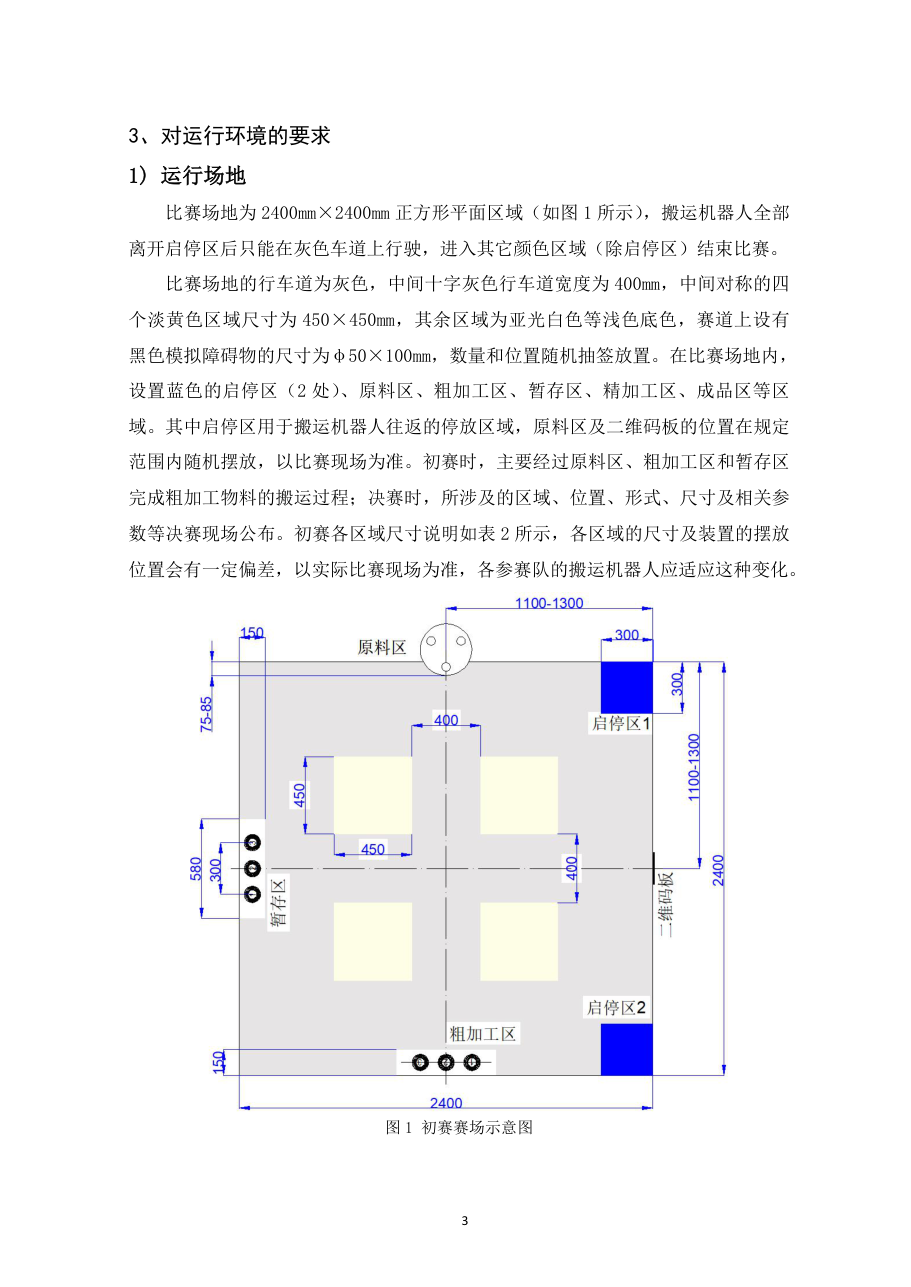 3、对运行环境的要求
1）运行场地
比赛场地为 2400mm×2400mm 正方形平面区域（如图 1 所示），搬运机器人全部
离开启停区后只能在灰色车道上行驶，进入其它颜色区域（除启停区）结束比赛。
比赛场地的行车道为灰色，中间十字灰色行车道宽度为 400mm，中间对称的四
个淡黄色区域尺寸为 450×450mm，其余区域为亚光白色等浅色底色，赛道上设有
黑色模拟障碍物的尺寸为φ50×100mm，数量和位置随机抽签放置。在比赛场地内，
设置蓝色的启停区（2 处）、原料区、粗加工区、暂存区、精加工区、成品区等区
域。其中启停区用于搬运机器人往返的停放区域，原料区及二维码板的位置在规定
范围内随机摆放，以比赛现场为准。初赛时，主要经过原料区、粗加工区和暂存区
完成粗加工物料的搬运过程；决赛时，所涉及的区域、位置、形式、尺寸及相关参
数等决赛现场公布。初赛各区域尺寸说明如表 2 所示，各区域的尺寸及装置的摆放
位置会有一定偏差，以实际比赛现场为准，各参赛队的搬运机器人应适应这种变化。
1100-1300
150
300
原料区
300
75-85
启停区1
400
1100-1300
450
450
400
580
300
2400
暂存区
二维码板
启停区2
粗加工区
150
2400
图 1 初赛赛场示意图
3